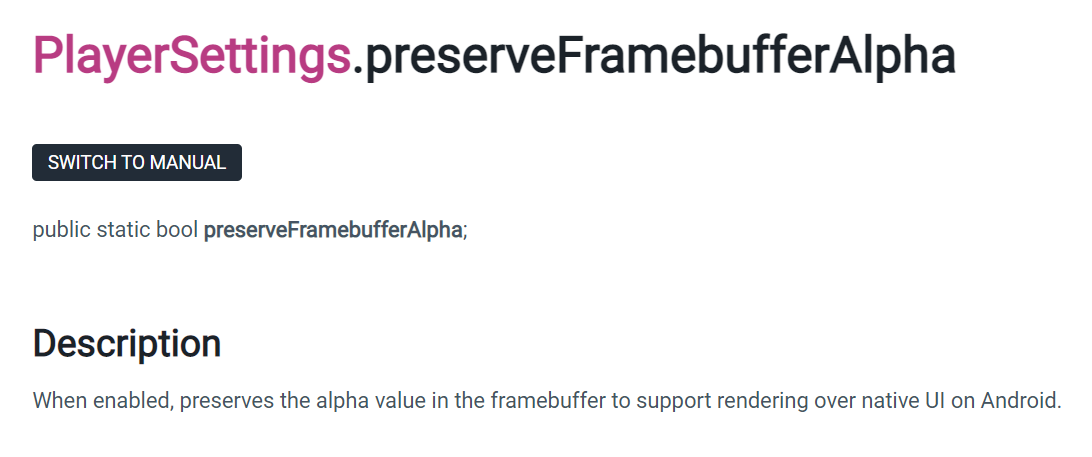 PlayerSettings.preserveFramebufferAlpha
SWITCH TO MANUAL
public static bool preserveFramebufferAlpha;
Description
When enabled, preserves the alpha value in the framebuffer to support rendering over native UI on Android.